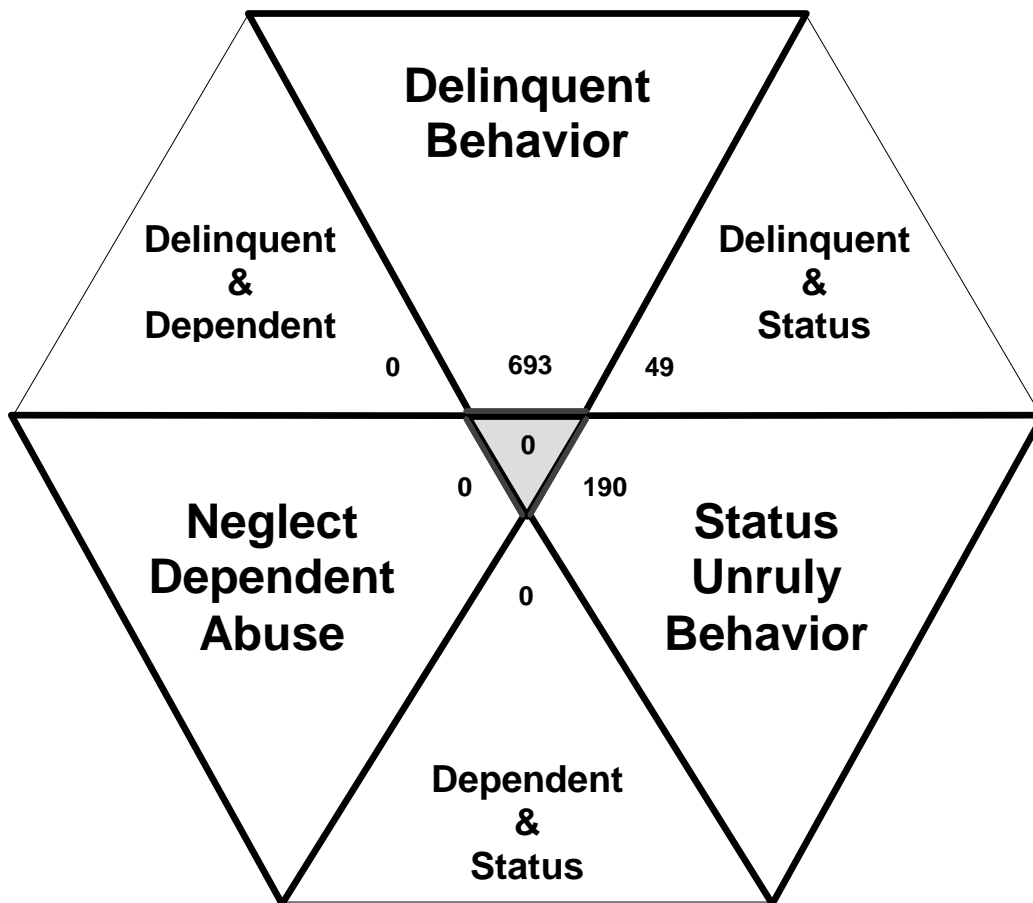 Delinquent
Behavior
Delinquent
&
Dependent
Delinquent
&
Status
0
693
49
0
0
190
Neglect
Dependent
Abuse
Status
Unruly
Behavior
0
Dependent
&
Status